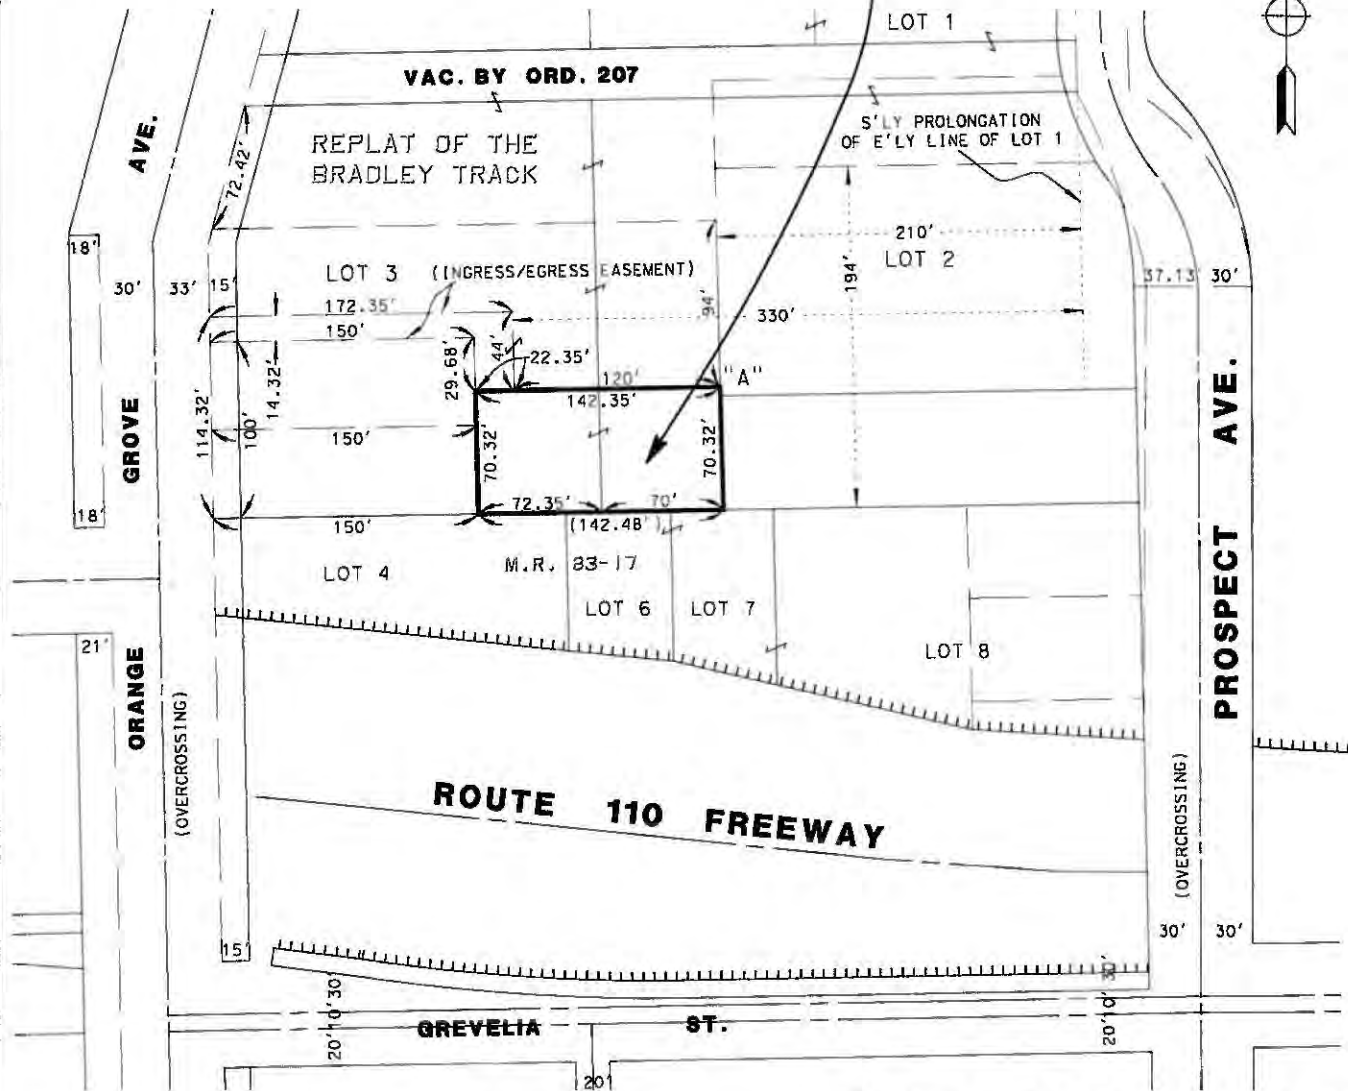 LOT 1
VAC. BY ORD. 207
S'LY PROLONGATION
OF E'LY LINE OF LOT 1
AVE.
72.42'
REPLAT OF THE
BRADLEY TRACK
210'
LOT 2
18'
30'
33'
15'
LOT 3
(INGRESS/EGRESS EASEMENT)
37.13'
30'
172.35'
94'
194'
330'
150'
29.68'
44'
22.35'
14.32'
120'
"A"
142.35'
114.32'
100'
150'
70.32'
70.32'
GROVE
PROSPECT AVE.
18'
72.35'
70'
150'
(142.48')
LOT 4
M.R. 83-17
LOT 6
LOT 7
21'
LOT 8
ORANGE
(OVERCROSSING)
(OVERCROSSING)
ROUTE 110 FREEWAY
15'
30'
30'
20'10'30'
20'10'30'
GREVELIA ST.
20'